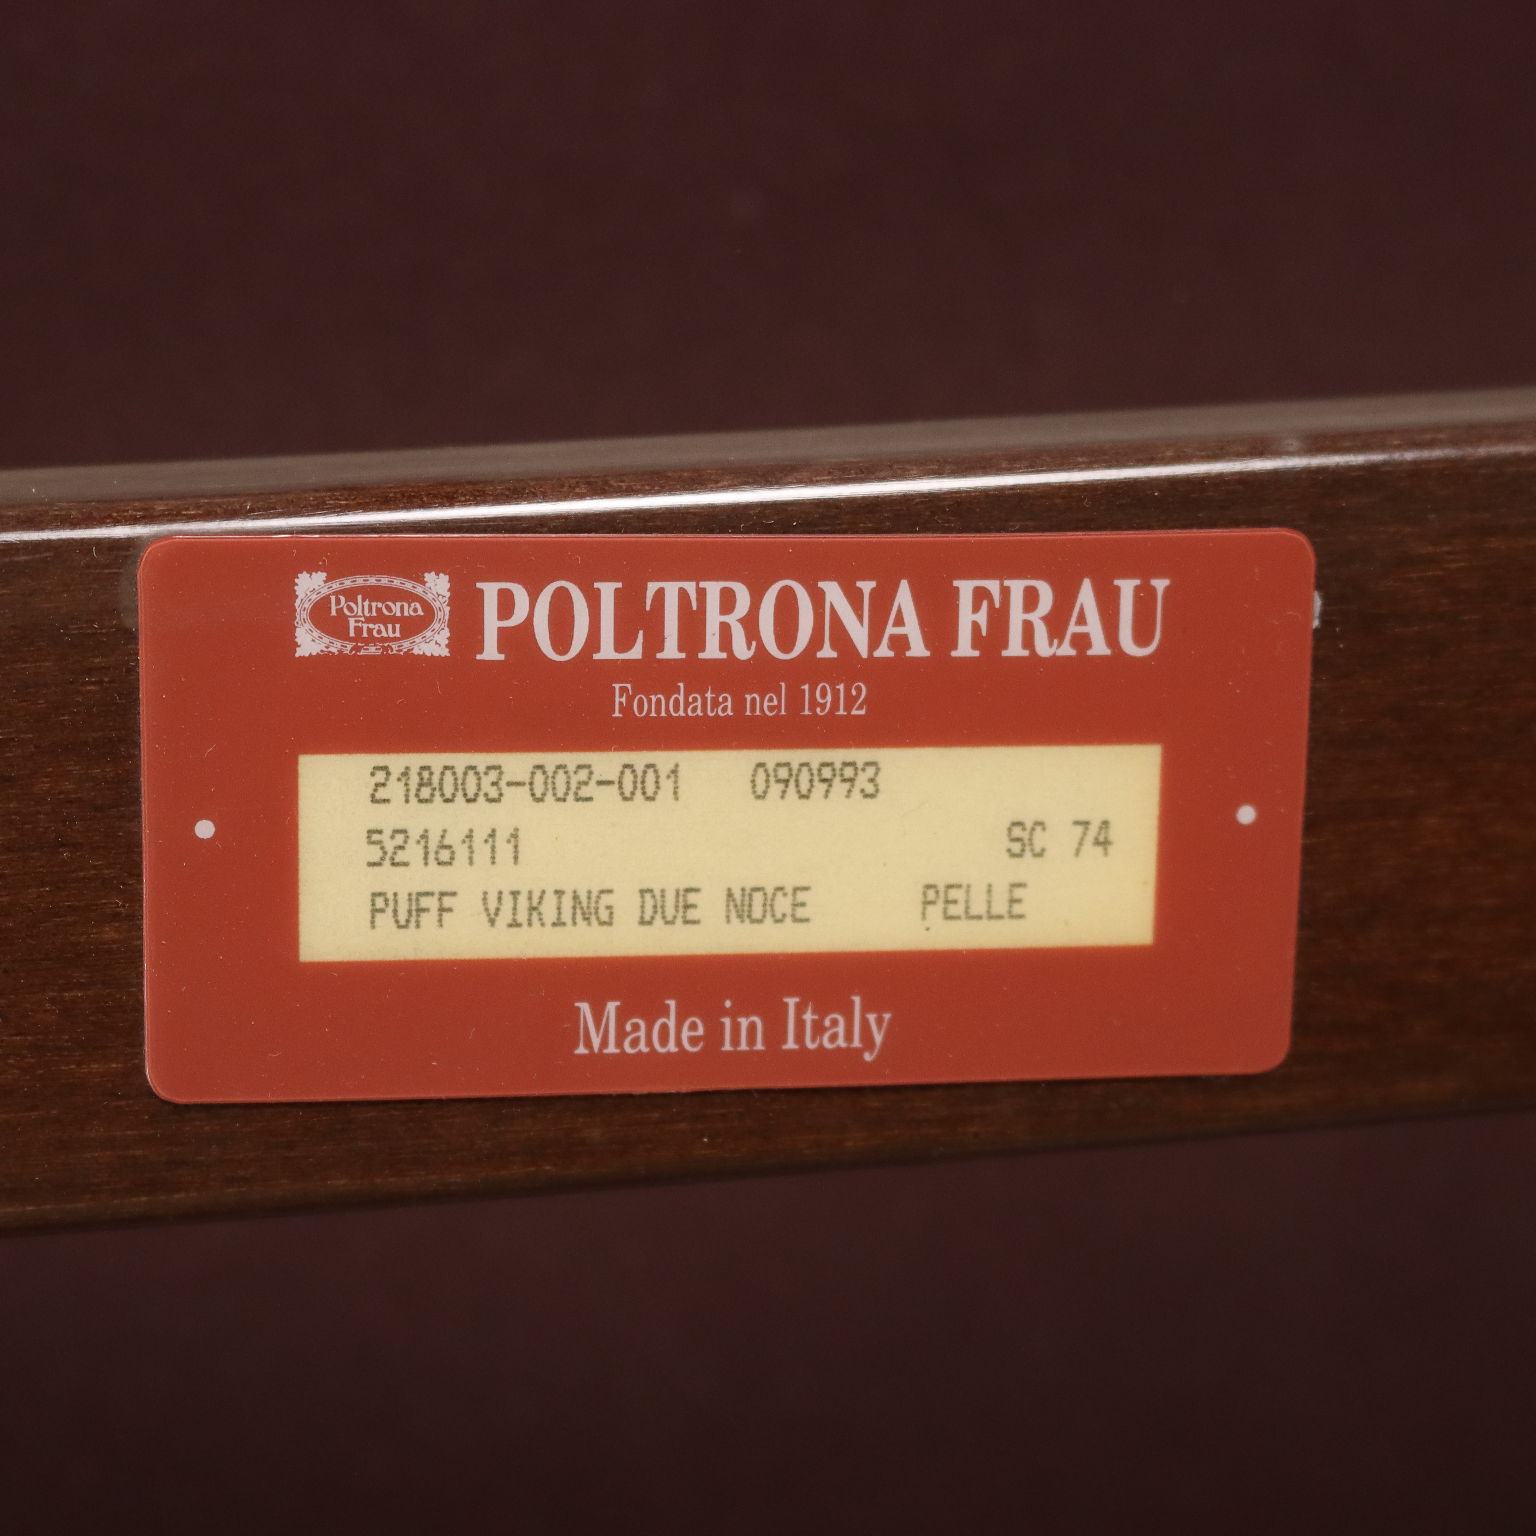 Poltrona
Frau
POLTRONA FRAU
Fondata nel 1912
218003-002-001 090993
5216111 SC 74
PUFF VIKING DUE NOCE PELLE
Made in Italy